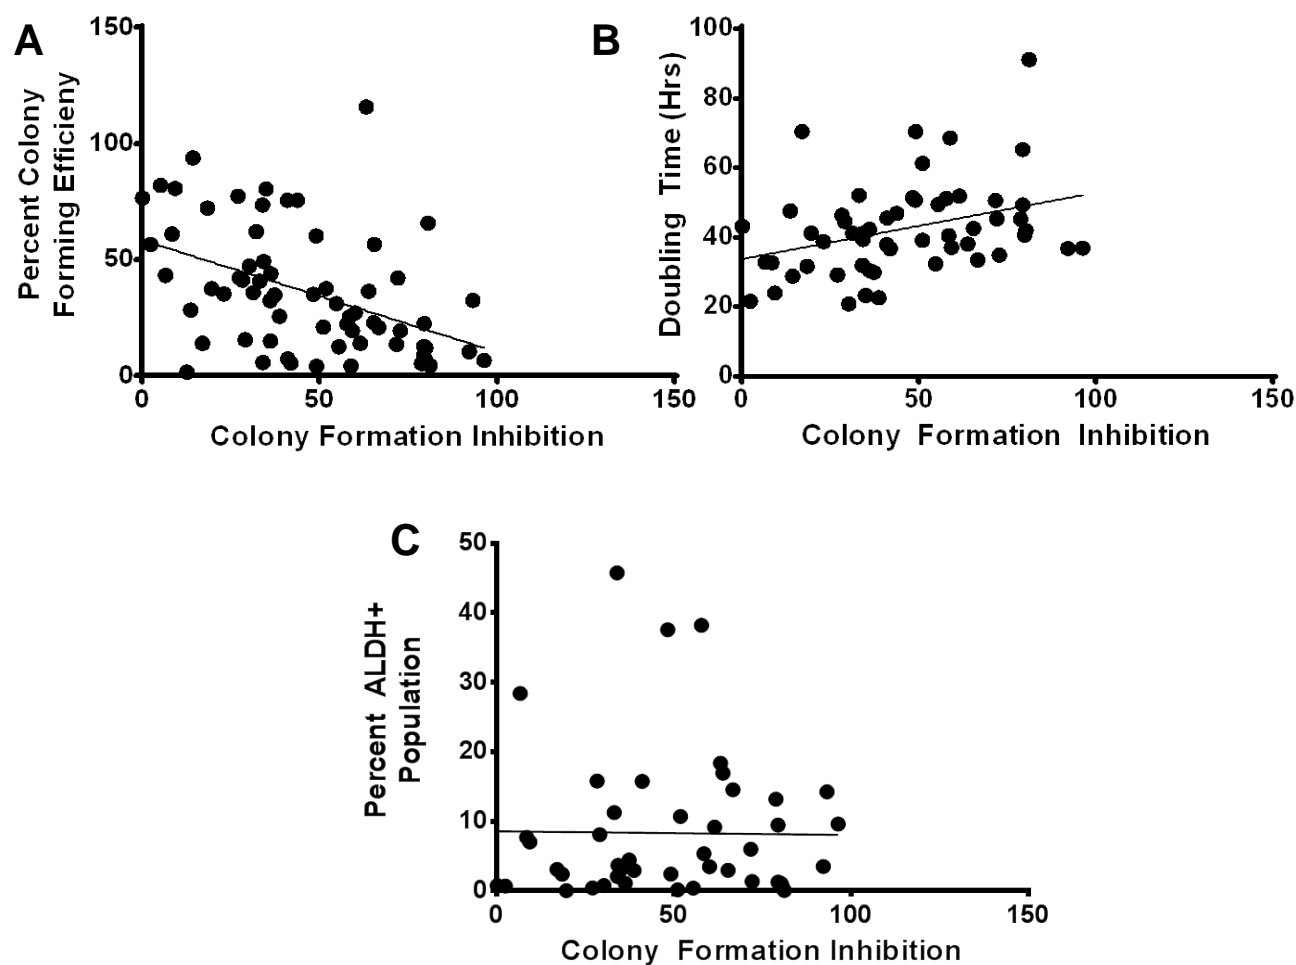 A
Percent Colony
Forming Efficieny
150
100
50
0
0 50 100 150
Colony Formation Inhibition
B
Doubling Time (Hrs)
100
80
60
40
20
0
0 50 100 150
Colony Formation Inhibition
C
Percent ALDH+
Population
50
40
30
20
10
0
0 50 100 150
Colony Formation Inhibition